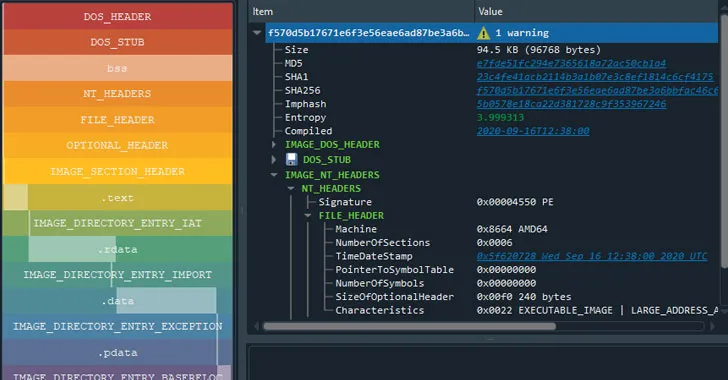 DOS_HEADER
DOS_STUB
bss
NT_HEADERS
FILE_HEADER
OPTIONAL_HEADER
IMAGE_SECTION_HEADER
.text
IMAGE_DIRECTORY_ENTRY_IAT
.rdata
IMAGE_DIRECTORY_ENTRY_IMPORT
.data
IMAGE_DIRECTORY_ENTRY_EXCEPTION
.pdata
IMAGE_DIRECTORY_ENTRY_BASERELOC
Item Value
f570d5b17671e6f3e56eae6ad87be3a6b… 1 warning
Size 94.5 KB (96768 bytes)
MD5 e7fde51fc294e7365618a72ac50cb1a4
SHA1 23c4fe41acb2114b3a1b07e3c8ef1814c6cf4175
SHA256 f570d5b17671e6f3e56eae6ad87be3a6bbfac46c6
Imphash 5b0578e18ca22d381728c9f353967246
Entropy 3.999313
Compiled 2020-09-16T12:38:00
IMAGE_DOS_HEADER
DOS_STUB
IMAGE_NT_HEADERS
NT_HEADERS
Signature 0x00004550 PE
FILE_HEADER
Machine 0x8664 AMD64
NumberOfSections 0x0006
TimeDateStamp 0x5f620728 Wed Sep 16 12:38:00 2020 UTC
PointerToSymbolTable 0x00000000
NumberOfSymbols 0x00000000
SizeOfOptionalHeader 0x00f0 240 bytes
Characteristics 0x0022 EXECUTABLE_IMAGE | LARGE_ADDRESS_A